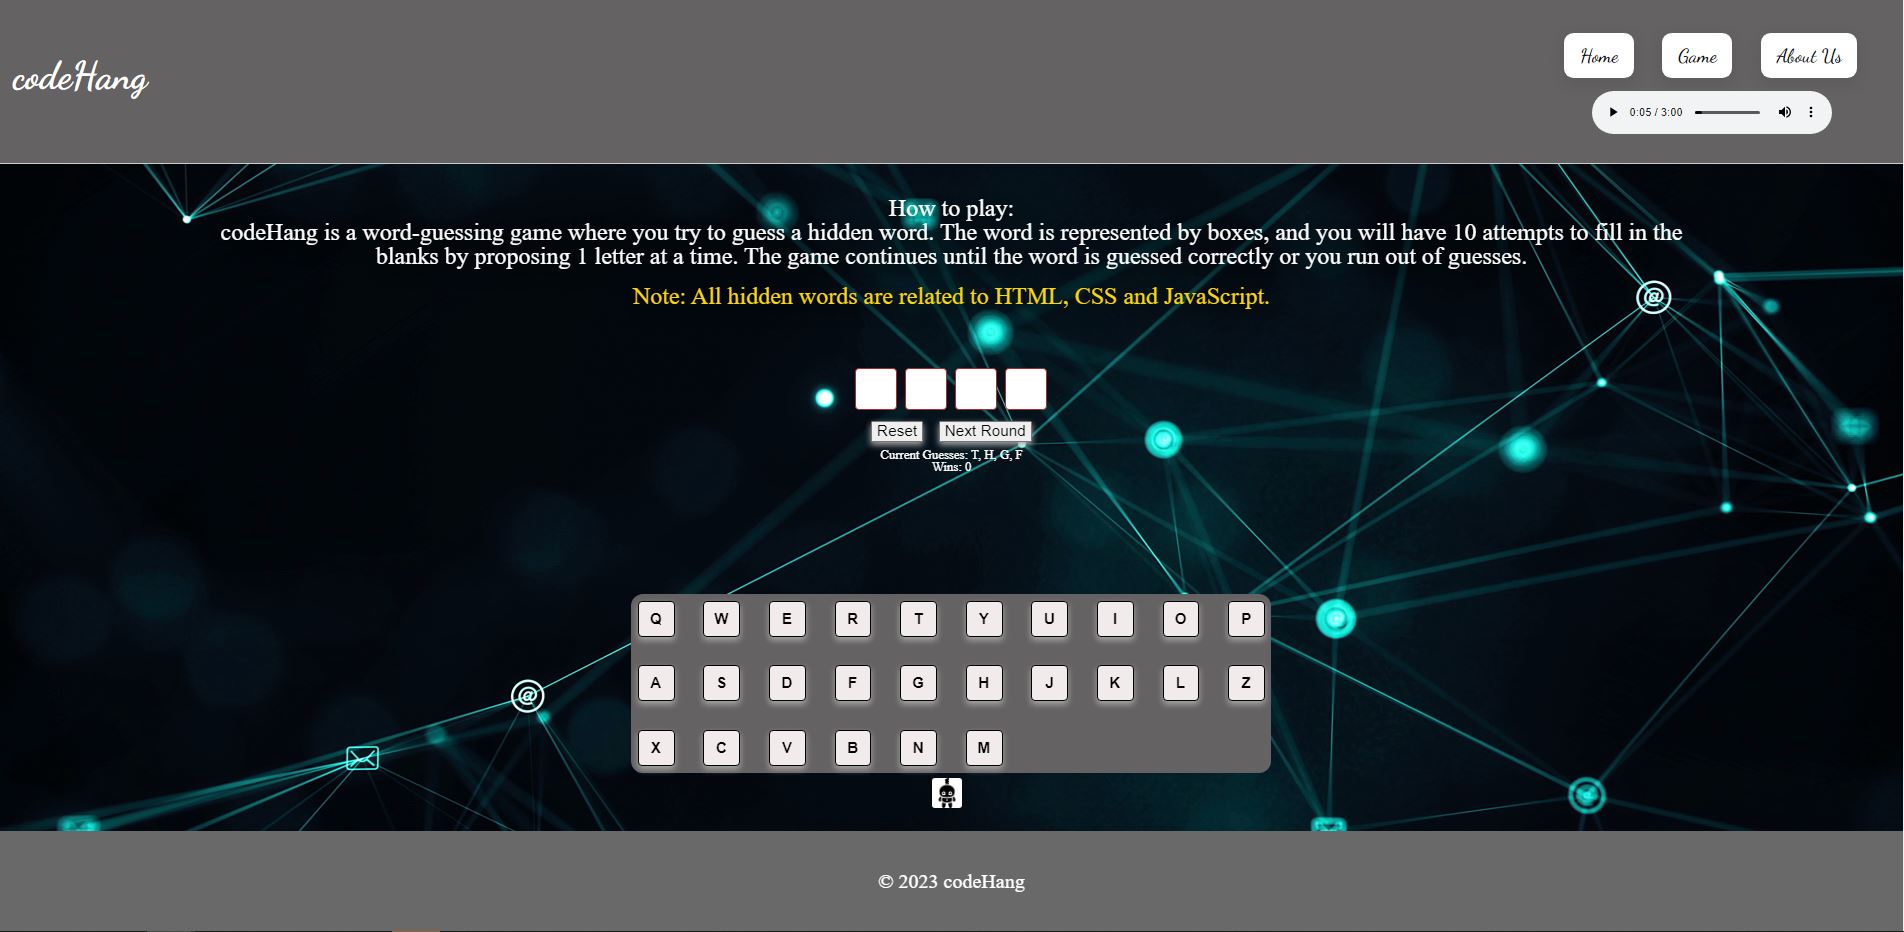 codeHang
Home Game About Us
0:05 / 3:00
How to play:
codeHang is a word-guessing game where you try to guess a hidden word. The word is represented by boxes, and you will have 10 attempts to fill in the
blanks by proposing 1 letter at a time. The game continues until the word is guessed correctly or you run out of guesses.
Note: All hidden words are related to HTML, CSS and JavaScript.
Reset Next Round
Current Guesses: T, H, G, F
Wins: 0
Q W E R T Y U I O P
A S D F G H J K L Z
X C V B N M
© 2023 codeHang